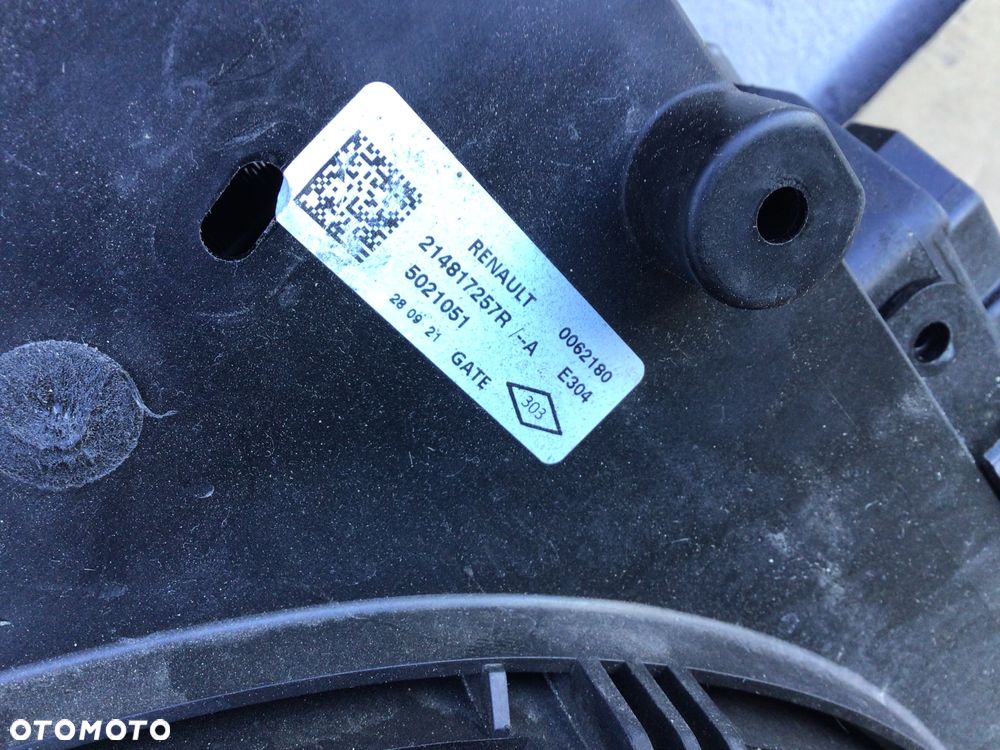 RENAULT 0062180
214817257R /--A E304
5021051
28 09 21 GATE 303
OTOMOTO